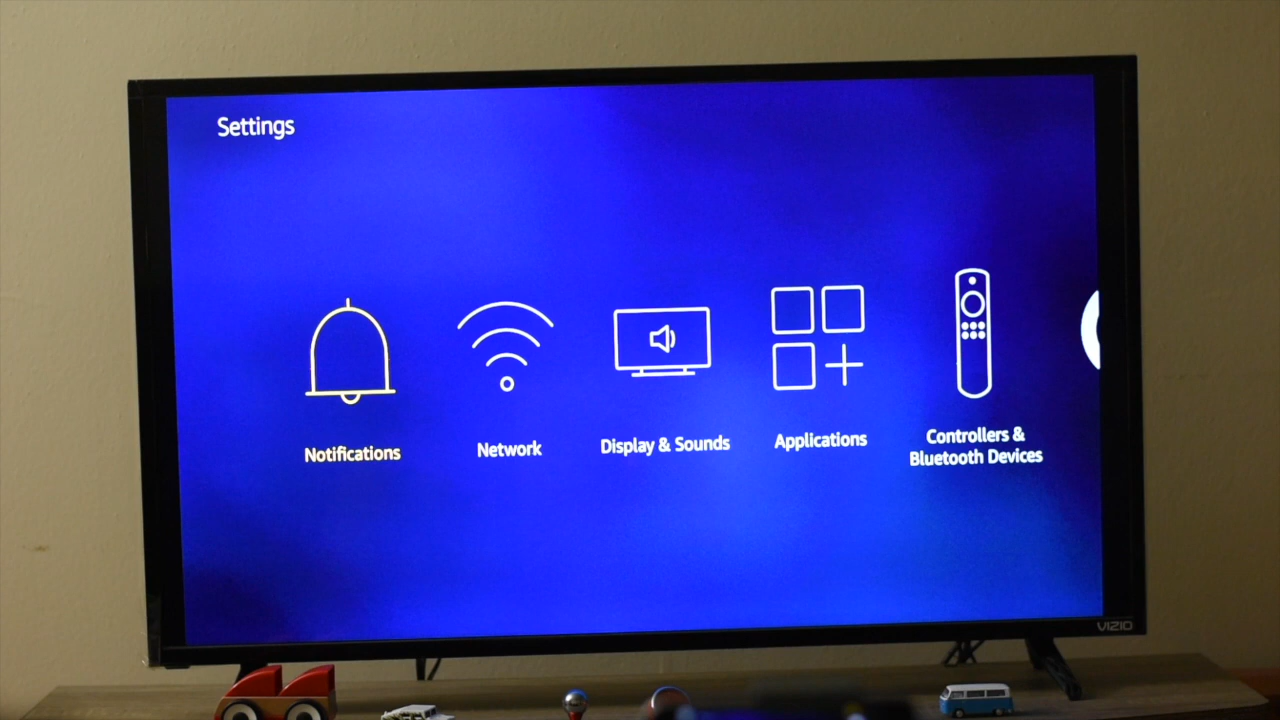 Settings
Notifications
Network
Display & Sounds
Applications
Controllers &
Bluetooth Devices
VIZIO